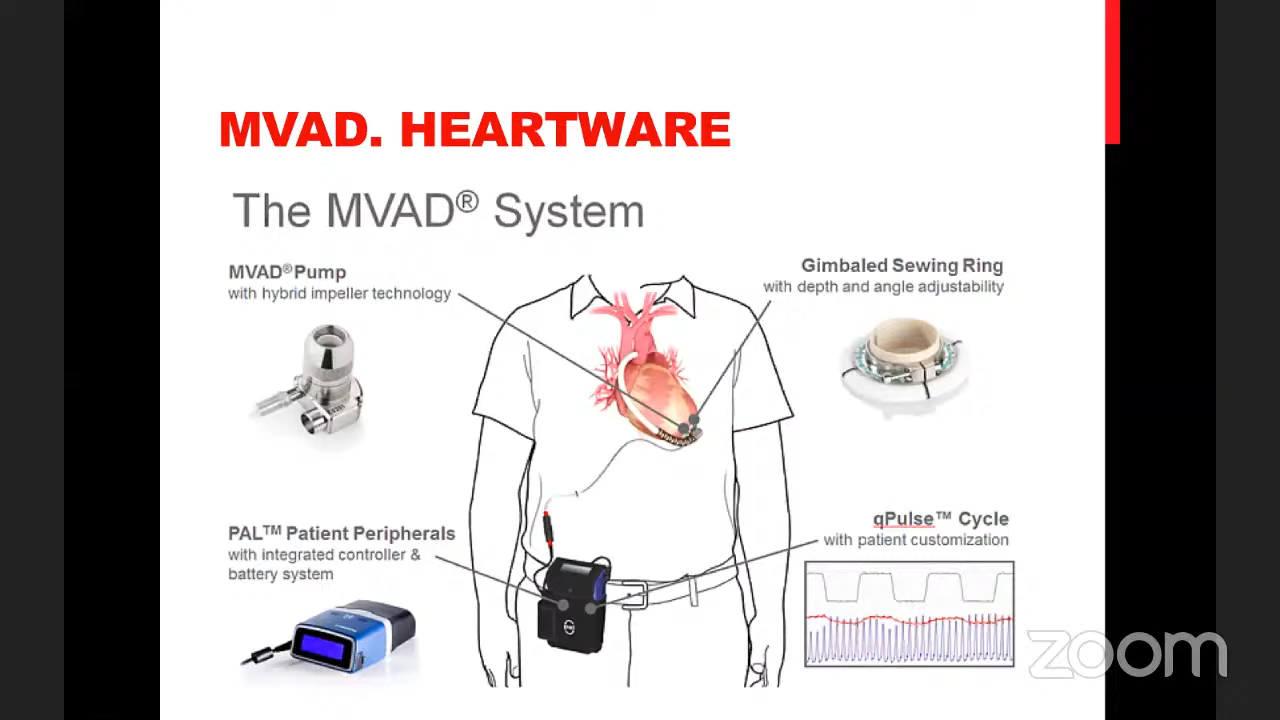 MVAD. HEARTWARE
The MVAD® System
MVAD® Pump
with hybrid impeller technology
Gimbaled Sewing Ring
with depth and angle adjustability
PAL™ Patient Peripherals
with integrated controller &
battery system
qPulse™ Cycle
with patient customization
zoom